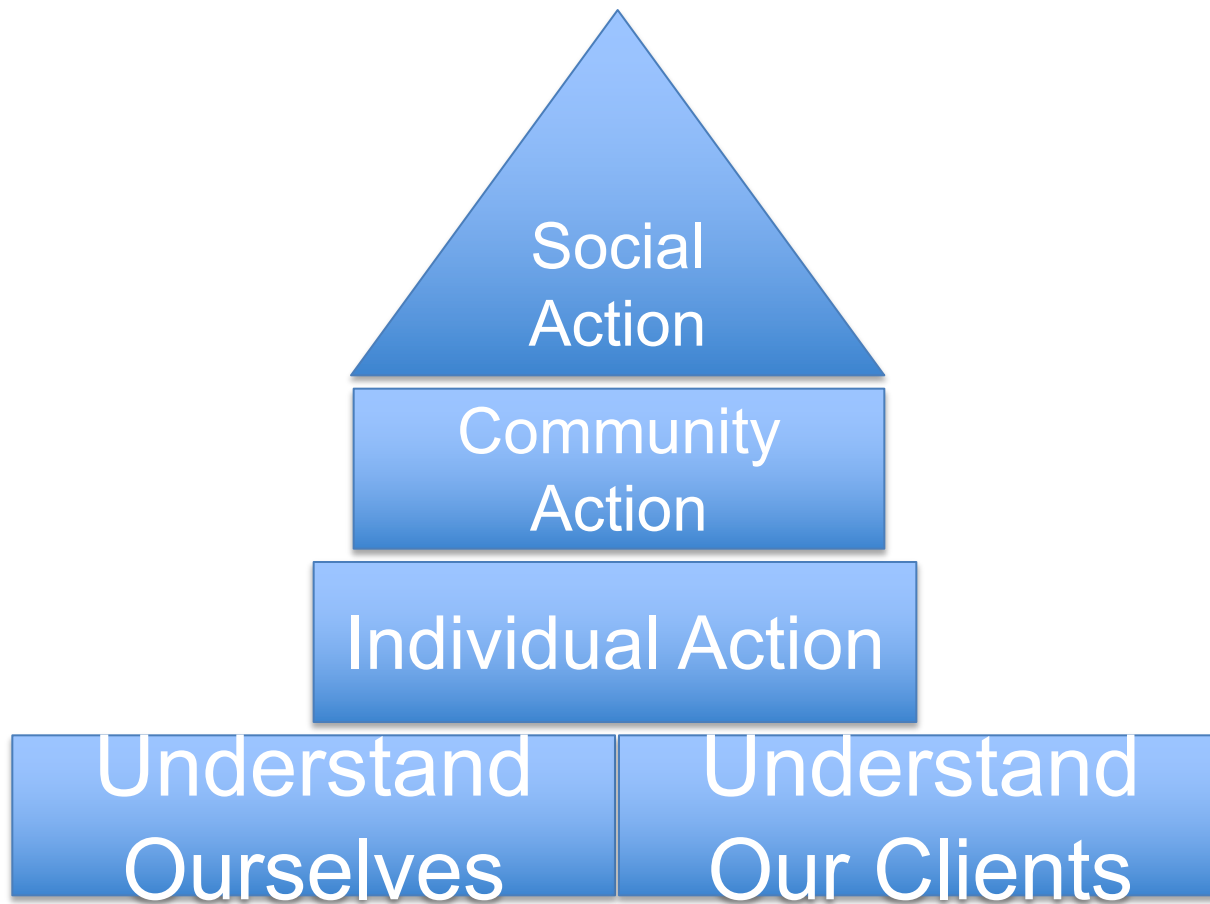 Social
Action
Community
Action
Individual Action
Understand
Ourselves
Understand
Our Clients